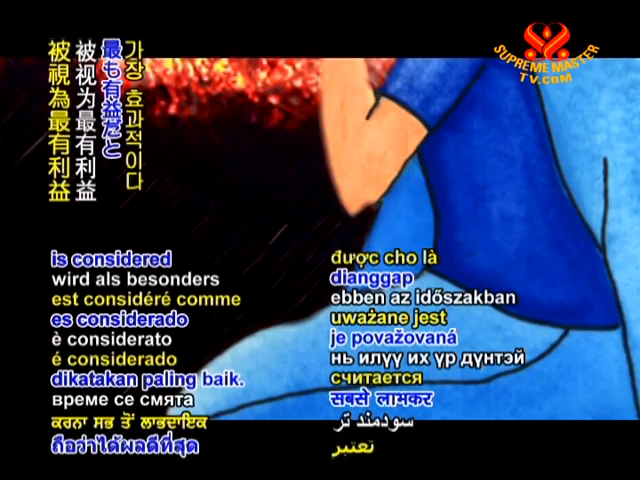 SUPREME MASTER
TV.COM
가장 효과적이다
最も有益だと
被视为最有利益
被視為最有利益
is considered
wird als besonders
est considéré comme
es considerado
è considerato
é considerado
dikatakan paling baik.
време се смята
ਕਰਨਾ ਸਭ ਤੋਂ ਲਾਭਦਾਇਕ
ถือว่าได้ผลดีที่สุด
được cho là
dianggap
ebben az időszakban
uważane jest
je považovaná
нь илүү их үр дүнтэй
считается
सबसे लाभकर
سودمند تر
تعتبر